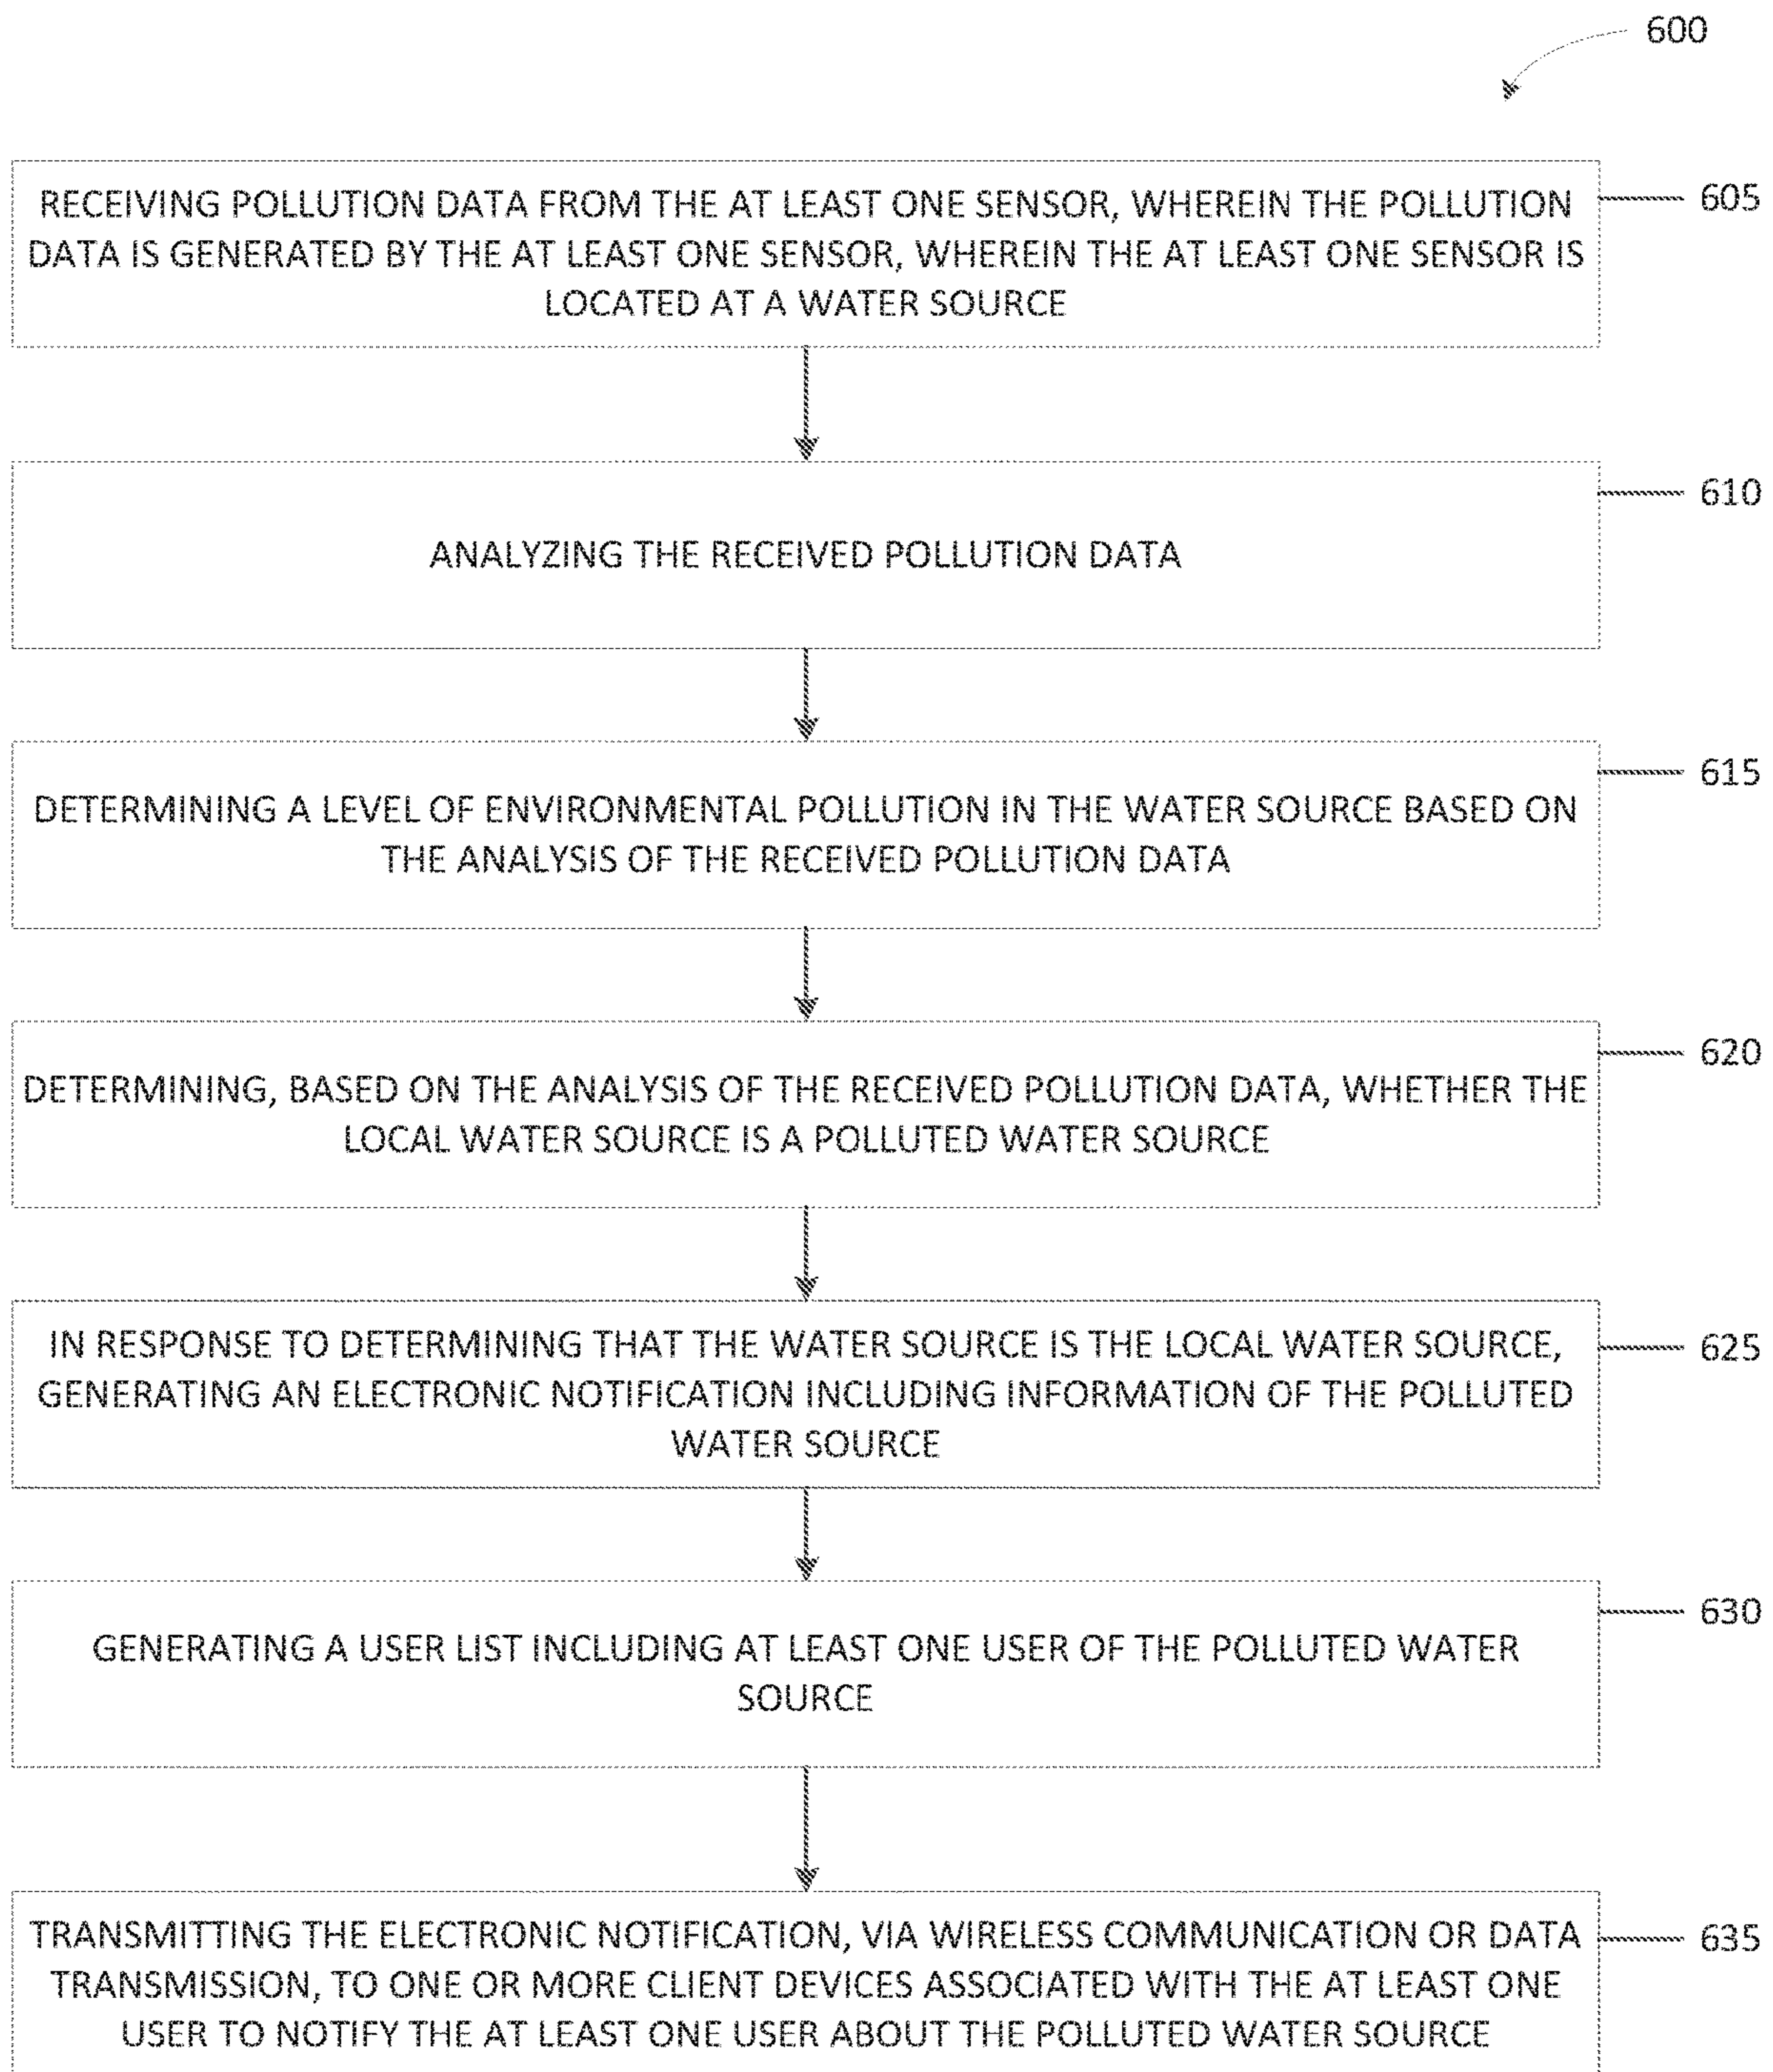 600
RECEIVING POLLUTION DATA FROM THE AT LEAST ONE SENSOR, WHEREIN THE POLLUTION
DATA IS GENERATED BY THE AT LEAST ONE SENSOR, WHEREIN THE AT LEAST ONE SENSOR IS
LOCATED AT A WATER SOURCE
605
ANALYZING THE RECEIVED POLLUTION DATA
610
DETERMINING A LEVEL OF ENVIRONMENTAL POLLUTION IN THE WATER SOURCE BASED ON
THE ANALYSIS OF THE RECEIVED POLLUTION DATA
615
DETERMINING, BASED ON THE ANALYSIS OF THE RECEIVED POLLUTION DATA, WHETHER THE
LOCAL WATER SOURCE IS A POLLUTED WATER SOURCE
620
IN RESPONSE TO DETERMINING THAT THE WATER SOURCE IS THE LOCAL WATER SOURCE,
GENERATING AN ELECTRONIC NOTIFICATION INCLUDING INFORMATION OF THE POLLUTED
WATER SOURCE
625
GENERATING A USER LIST INCLUDING AT LEAST ONE USER OF THE POLLUTED WATER
SOURCE
630
TRANSMITTING THE ELECTRONIC NOTIFICATION, VIA WIRELESS COMMUNICATION OR DATA
TRANSMISSION, TO ONE OR MORE CLIENT DEVICES ASSOCIATED WITH THE AT LEAST ONE
USER TO NOTIFY THE AT LEAST ONE USER ABOUT THE POLLUTED WATER SOURCE
635